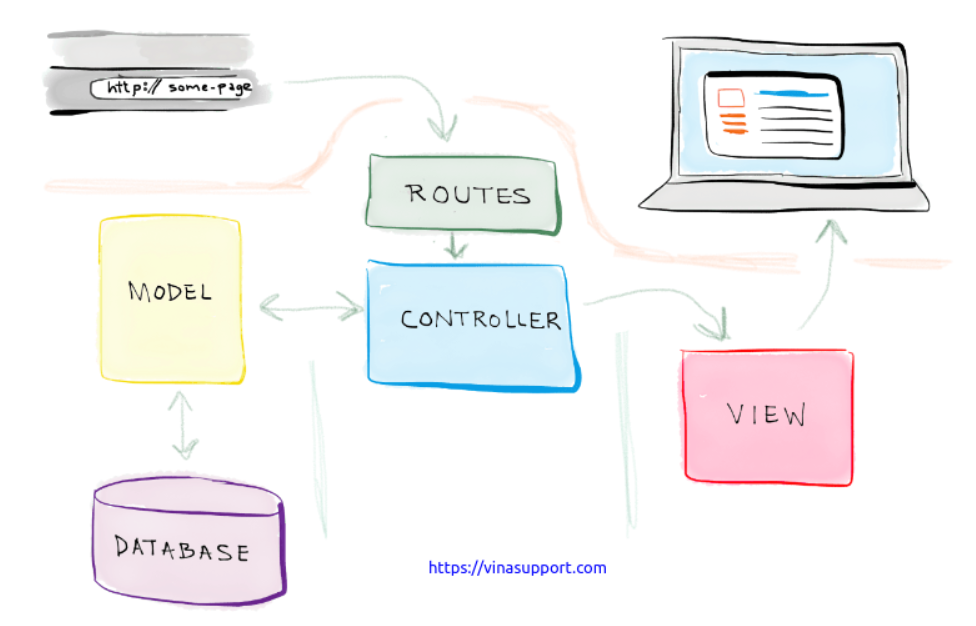 http:// some-page
ROUTES
MODEL
CONTROLLER
VIEW
DATABASE
https://vinasupport.com